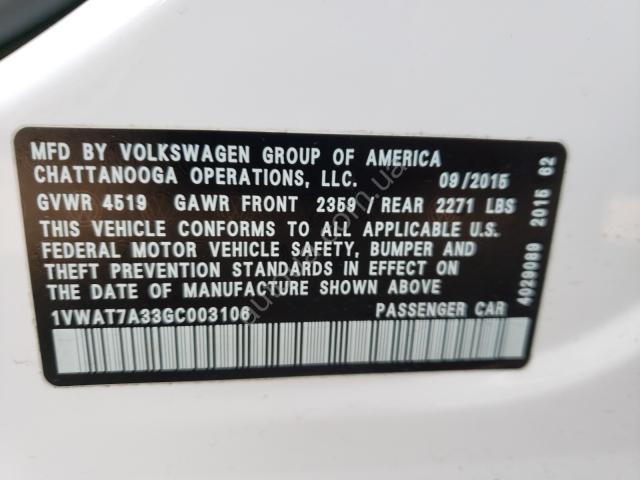 MFD BY VOLKSWAGEN GROUP OF AMERICA
CHATTANOOGA OPERATIONS, LLC. 09/2015
GVWR 4519 GAWR FRONT 2359/REAR 2271 LBS
THIS VEHICLE CONFORMS TO ALL APPLICABLE U.S.
FEDERAL MOTOR VEHICLE SAFETY, BUMPER AND
THEFT PREVENTION STANDARDS IN EFFECT ON
THE DATE OF MANUFACTURE SHOWN ABOVE
1VWAT7A33GC003106 PASSENGER CAR
4029089 2015 62